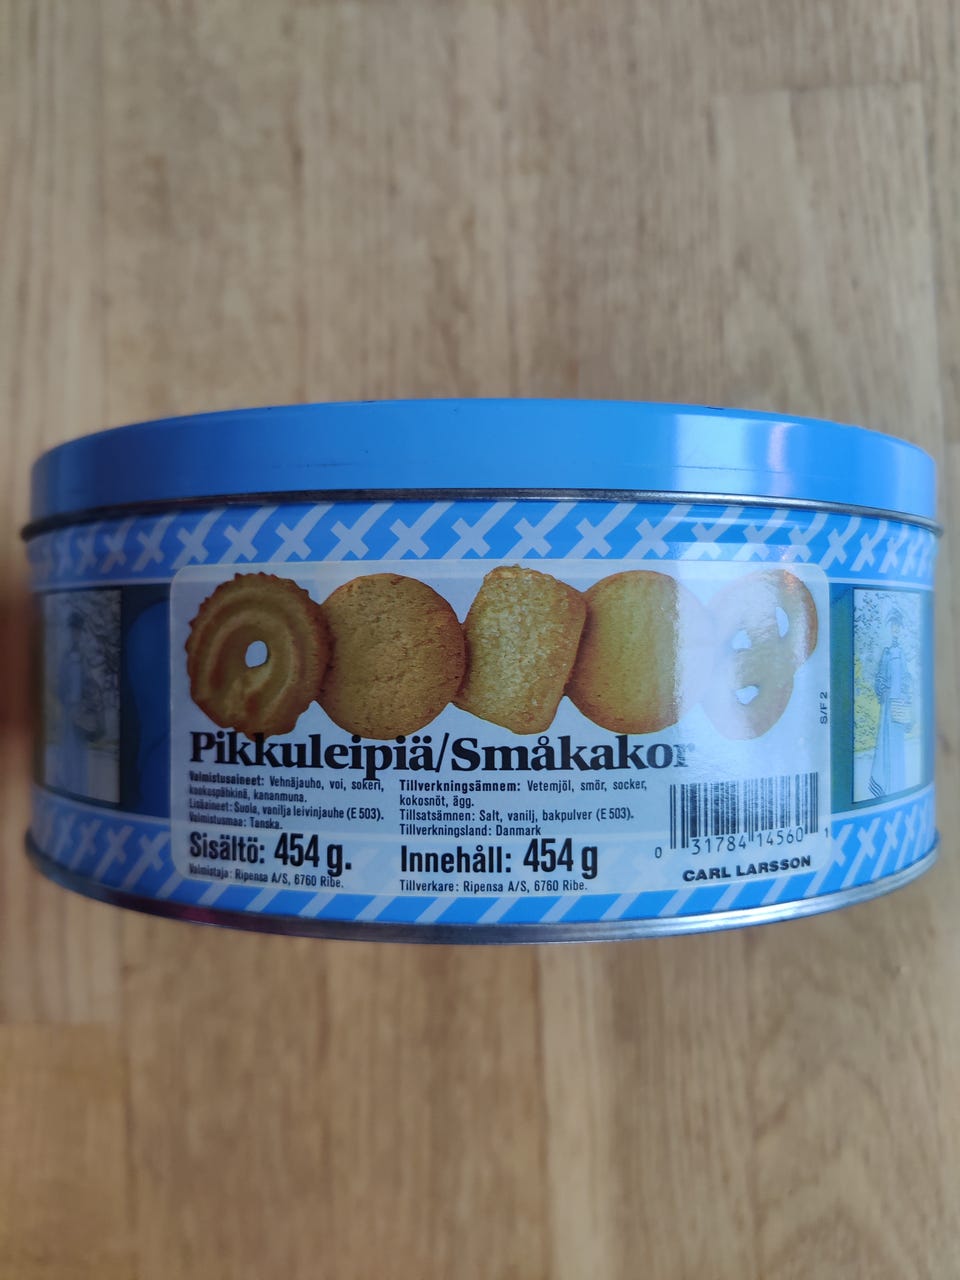 Pikkuleipiä/Småkakor
Valmistusaineet: Vehnäjauho, voi, sokeri,
kookospähkinä, kananmuna.
Lisäaineet: Suola, vanilja leivinjauhe (E 503).
Valmistusmaa: Tanska.
Sisältö: 454 g.
Valmistaja: Ripensa A/S, 6760 Ribe.
Tillverkningsämnem: Vetemjöl, smör, socker,
kokosnöt, ägg.
Tillsatsämnen: Salt, vanilj, bakpulver (E 503).
Tillverkningsland: Danmark
Innehåll: 454 g
Tillverkare: Ripensa A/S, 6760 Ribe.
S/F 2
0 31784 14560 1
CARL LARSSON